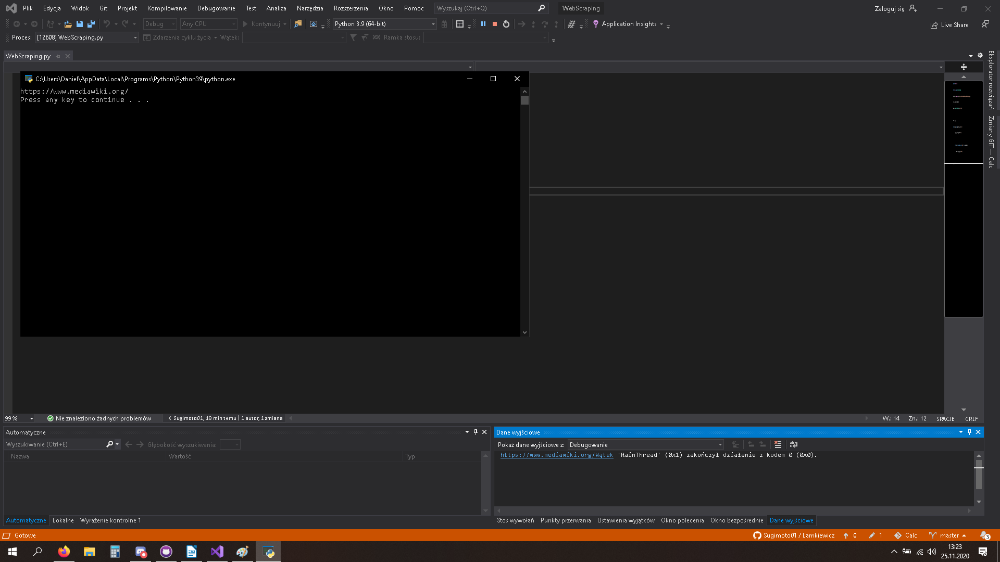 Plik Edycja Widok Git Projekt Kompilowanie Debugowanie Test Analiza Narzędzia Rozszerzenia Okno Pomoc Wyszukaj (Ctrl+Q) WebScraping Zaloguj się
Debug Any CPU Kontynuuj Python 3.9 (64-bit) Application Insights Live Share
Proces: [12608] WebScraping.py Zdarzenia cyklu życia Wątek: Ramka stosu:
WebScraping.py
Eksplorator rozwiązań
Zmiany GIT — Calc
C:\Users\Daniel\AppData\Local\Programs\Python\Python39\python.exe
https://www.mediawiki.org/
Press any key to continue . . .
99 % Nie znaleziono żadnych problemów Sugimoto01, 18 min temu | 1 autor, 1 zmiana W.: 14 Zn.: 12 SPACJE CRLF
Automatyczne
Wyszukiwanie (Ctrl+E) Głębokość wyszukiwania:
Nazwa Wartość Typ
Automatyczne Lokalne Wyrażenie kontrolne 1
Dane wyjściowe
Pokaż dane wyjściowe z: Debugowanie
https://www.mediawiki.org/Wątek 'MainThread' (0x1) zakończył działanie z kodem 0 (0x0).
Stos wywołań Punkty przerwania Ustawienia wyjątków Okno polecenia Okno bezpośrednie Dane wyjściowe
Gotowe Sugimoto01 / Lamkiewicz 0 1 Calc master 3
13:23
25.11.2020